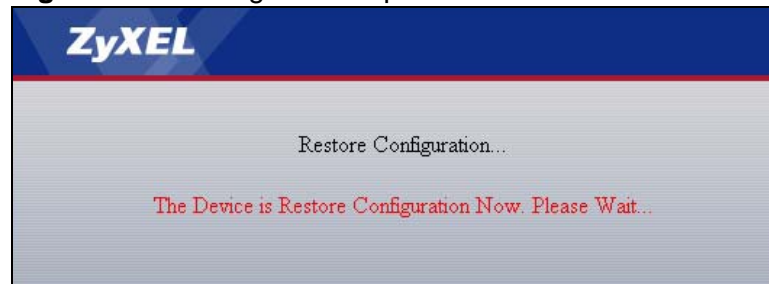 ZyXEL
Restore Configuration...
The Device is Restore Configuration Now. Please Wait...